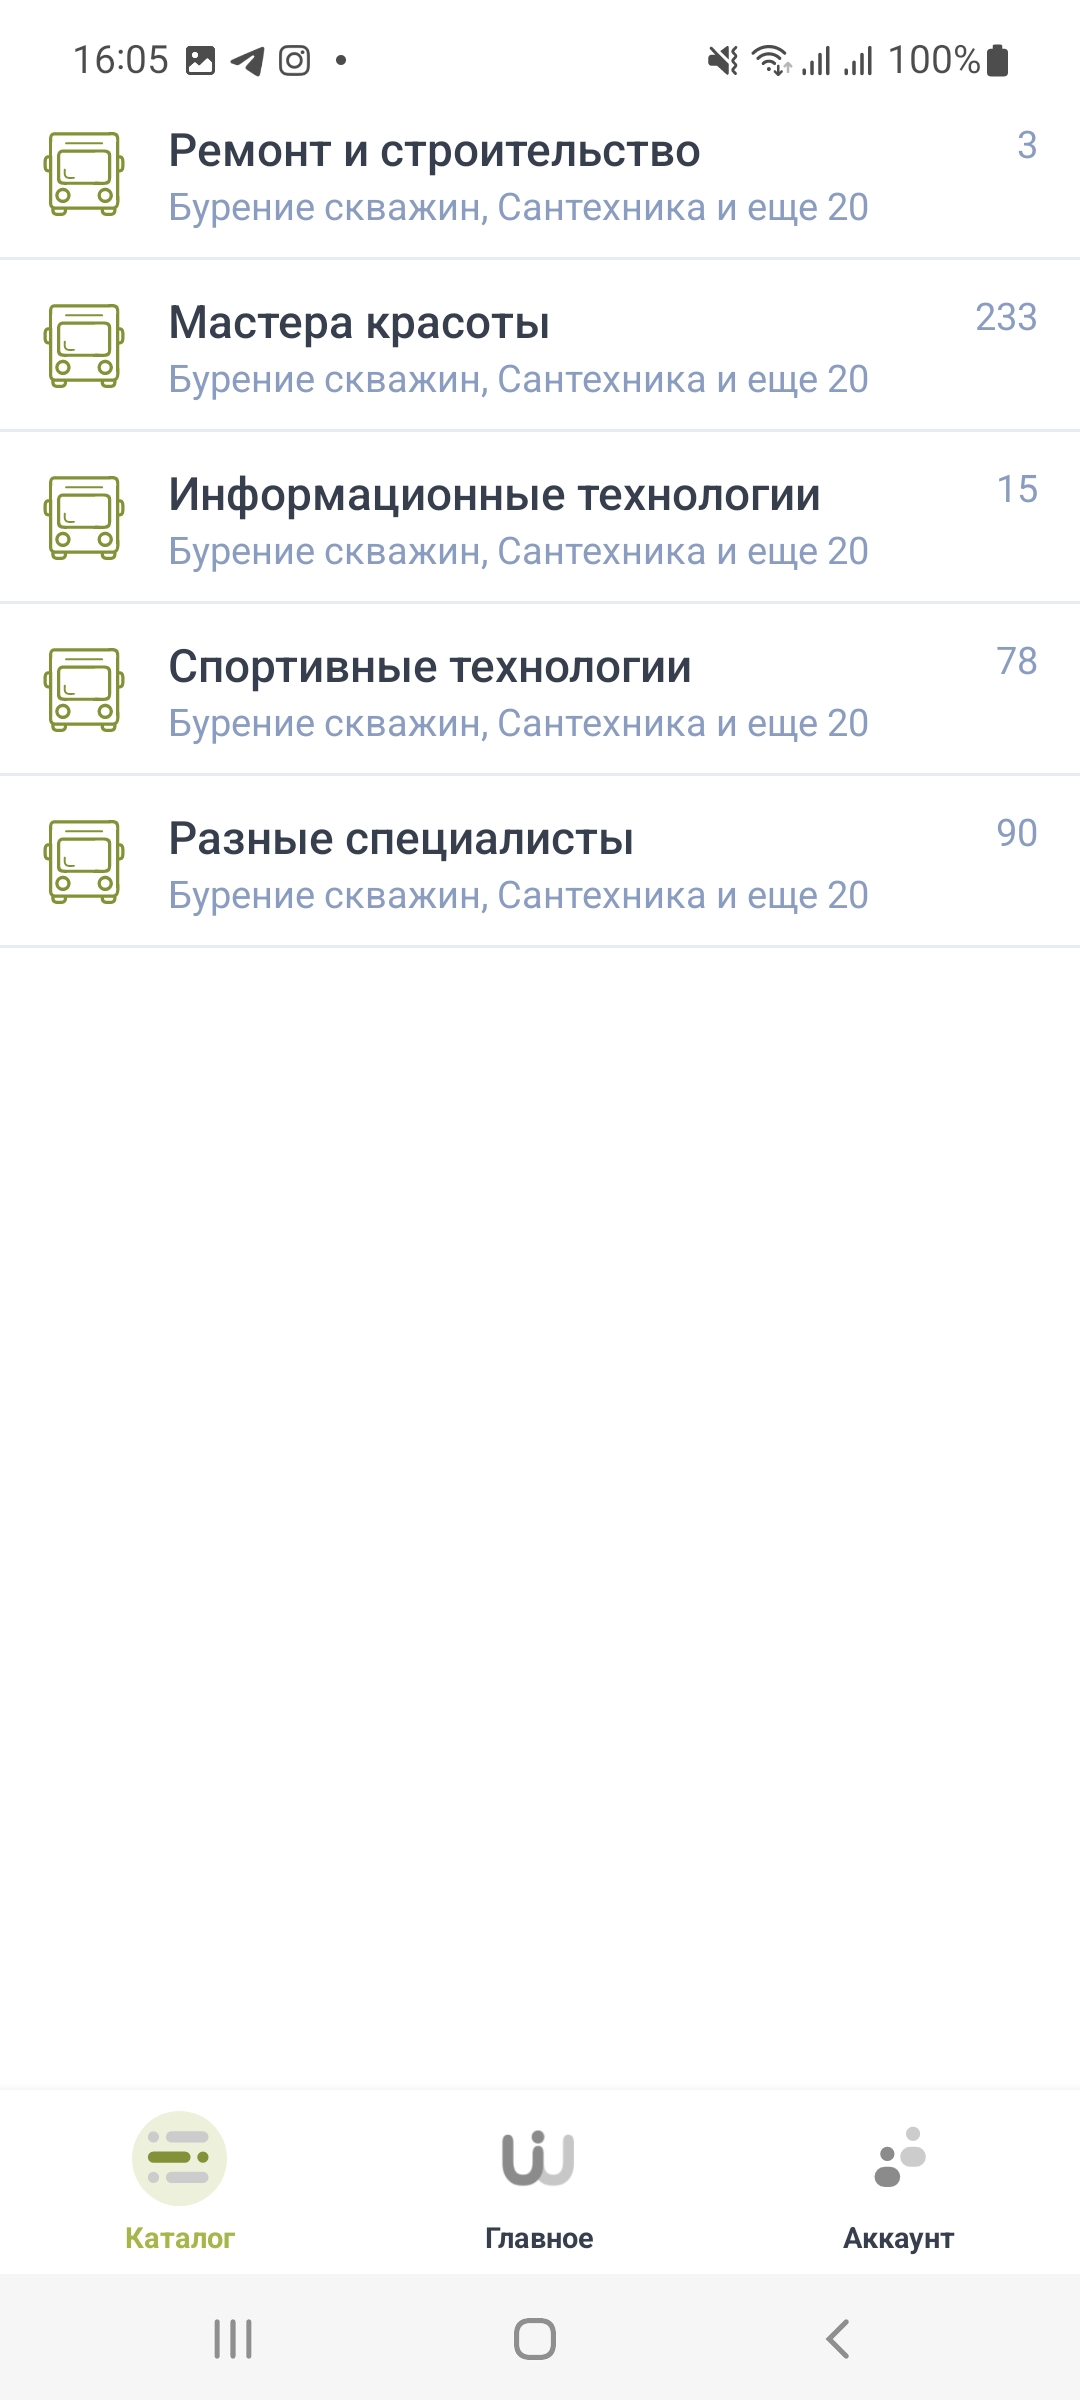 16:05 100%
Ремонт и строительство 3
Бурение скважин, Сантехника и еще 20
Мастера красоты 233
Бурение скважин, Сантехника и еще 20
Информационные технологии 15
Бурение скважин, Сантехника и еще 20
Спортивные технологии 78
Бурение скважин, Сантехника и еще 20
Разные специалисты 90
Бурение скважин, Сантехника и еще 20
Каталог Главное Аккаунт